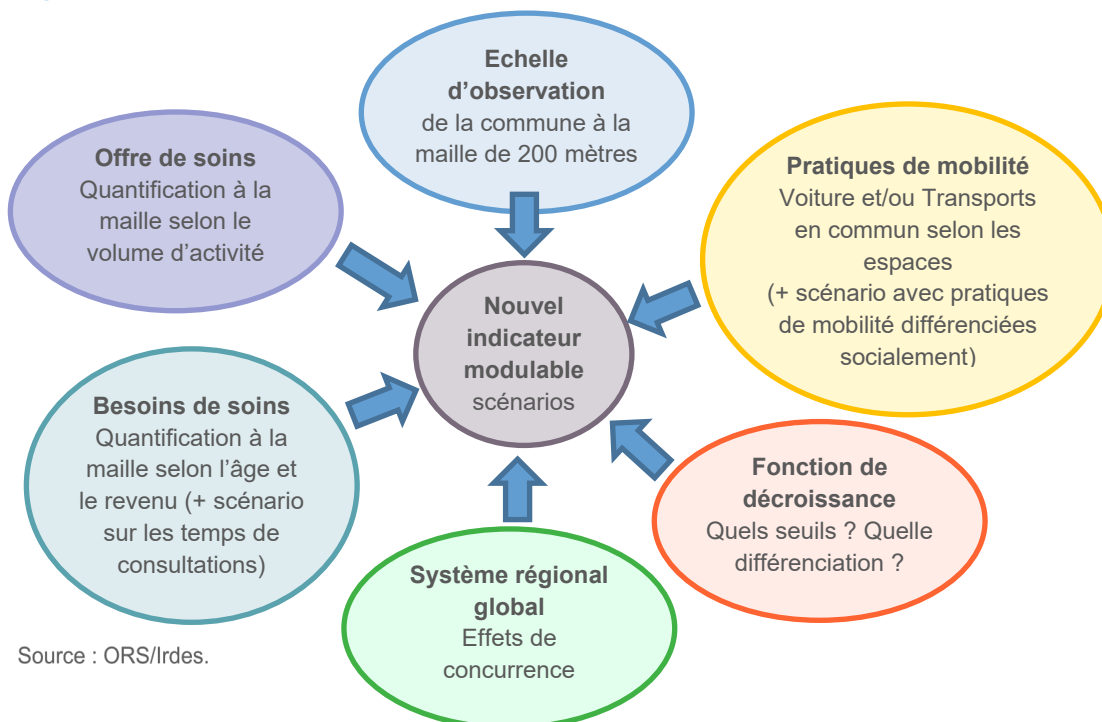 Echelle
d’observation
de la commune à la
maille de 200 mètres
Offre de soins
Quantification à la
maille selon le
volume d’activité
Pratiques de mobilité
Voiture et/ou Transports
en commun selon les
espaces
(+ scénario avec pratiques
de mobilité différenciées
socialement)
Nouvel
indicateur
modulable
scénarios
Besoins de soins
Quantification à la
maille selon l’âge et
le revenu (+ scénario
sur les temps de
consultations)
Fonction de
décroissance
Quels seuils ? Quelle
différenciation ?
Système régional
global
Effets de
concurrence
Source : ORS/Irdes.